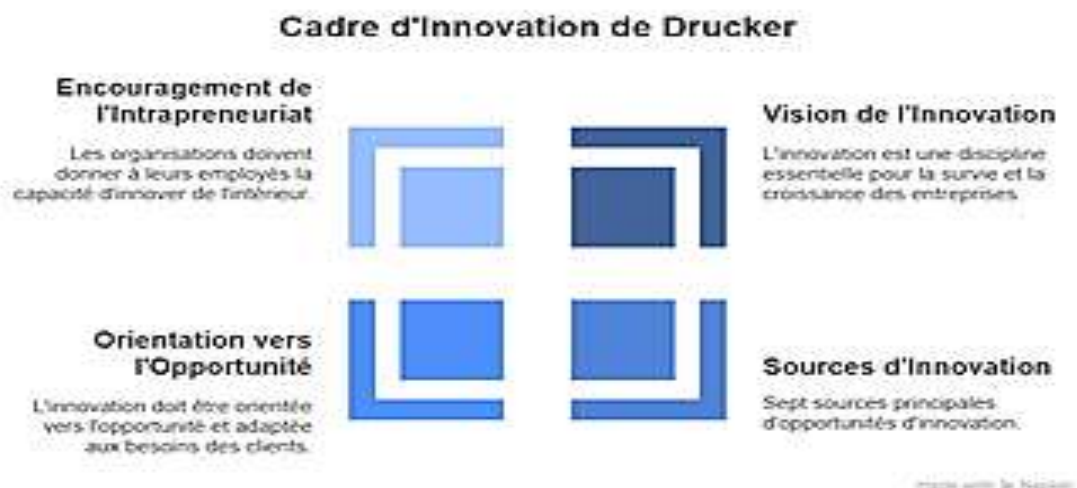 Cadre d'Innovation de Drucker
Encouragement de
l'Intrapreneuriat
Les organisations doivent
donner à leurs employés la
capacité d'innover de l'intérieur.
Vision de l'Innovation
L'innovation est une discipline
essentielle pour la survie et la
croissance des entreprises.
Orientation vers
l'Opportunité
L'innovation doit être orientée
vers l'opportunité et adaptée
aux besoins des clients.
Sources d'Innovation
Sept sources principales
d'opportunités d'innovation.